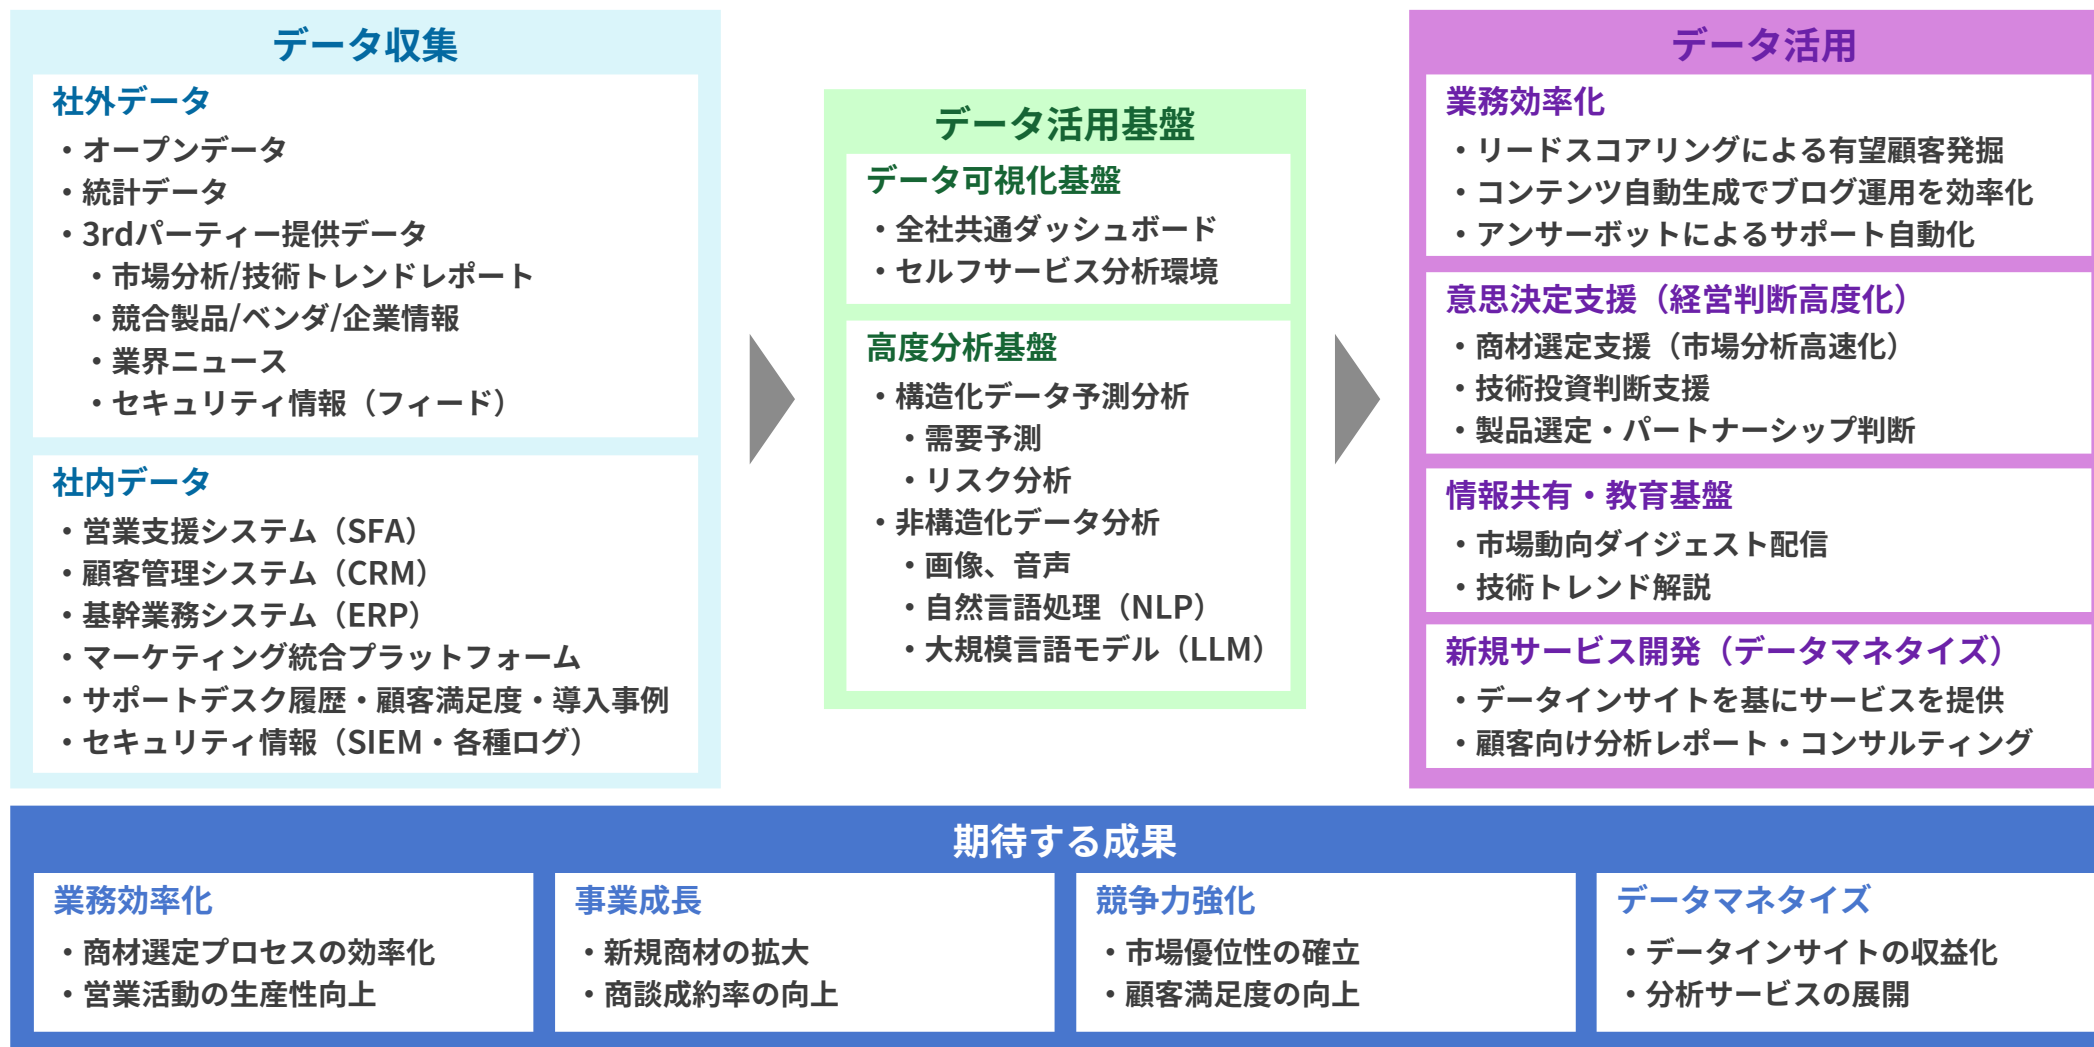 データ収集
社外データ
・オープンデータ
・統計データ
・3rdパーティー提供データ
・市場分析/技術トレンドレポート
・競合製品/ベンダ/企業情報
・業界ニュース
・セキュリティ情報（フィード）
社内データ
・営業支援システム（SFA）
・顧客管理システム（CRM）
・基幹業務システム（ERP）
・マーケティング統合プラットフォーム
・サポートデスク履歴・顧客満足度・導入事例
・セキュリティ情報（SIEM・各種ログ）
データ活用基盤
データ可視化基盤
・全社共通ダッシュボード
・セルフサービス分析環境
高度分析基盤
・構造化データ予測分析
・需要予測
・リスク分析
・非構造化データ分析
・画像、音声
・自然言語処理（NLP）
・大規模言語モデル（LLM）
データ活用
業務効率化
・リードスコアリングによる有望顧客発掘
・コンテンツ自動生成でブログ運用を効率化
・アンサーボットによるサポート自動化
意思決定支援（経営判断高度化）
・商材選定支援（市場分析高速化）
・技術投資判断支援
・製品選定・パートナーシップ判断
情報共有・教育基盤
・市場動向ダイジェスト配信
・技術トレンド解説
新規サービス開発（データマネタイズ）
・データインサイトを基にサービスを提供
・顧客向け分析レポート・コンサルティング
期待する成果
業務効率化
・商材選定プロセスの効率化
・営業活動の生産性向上
事業成長
・新規商材の拡大
・商談成約率の向上
競争力強化
・市場優位性の確立
・顧客満足度の向上
データマネタイズ
・データインサイトの収益化
・分析サービスの展開